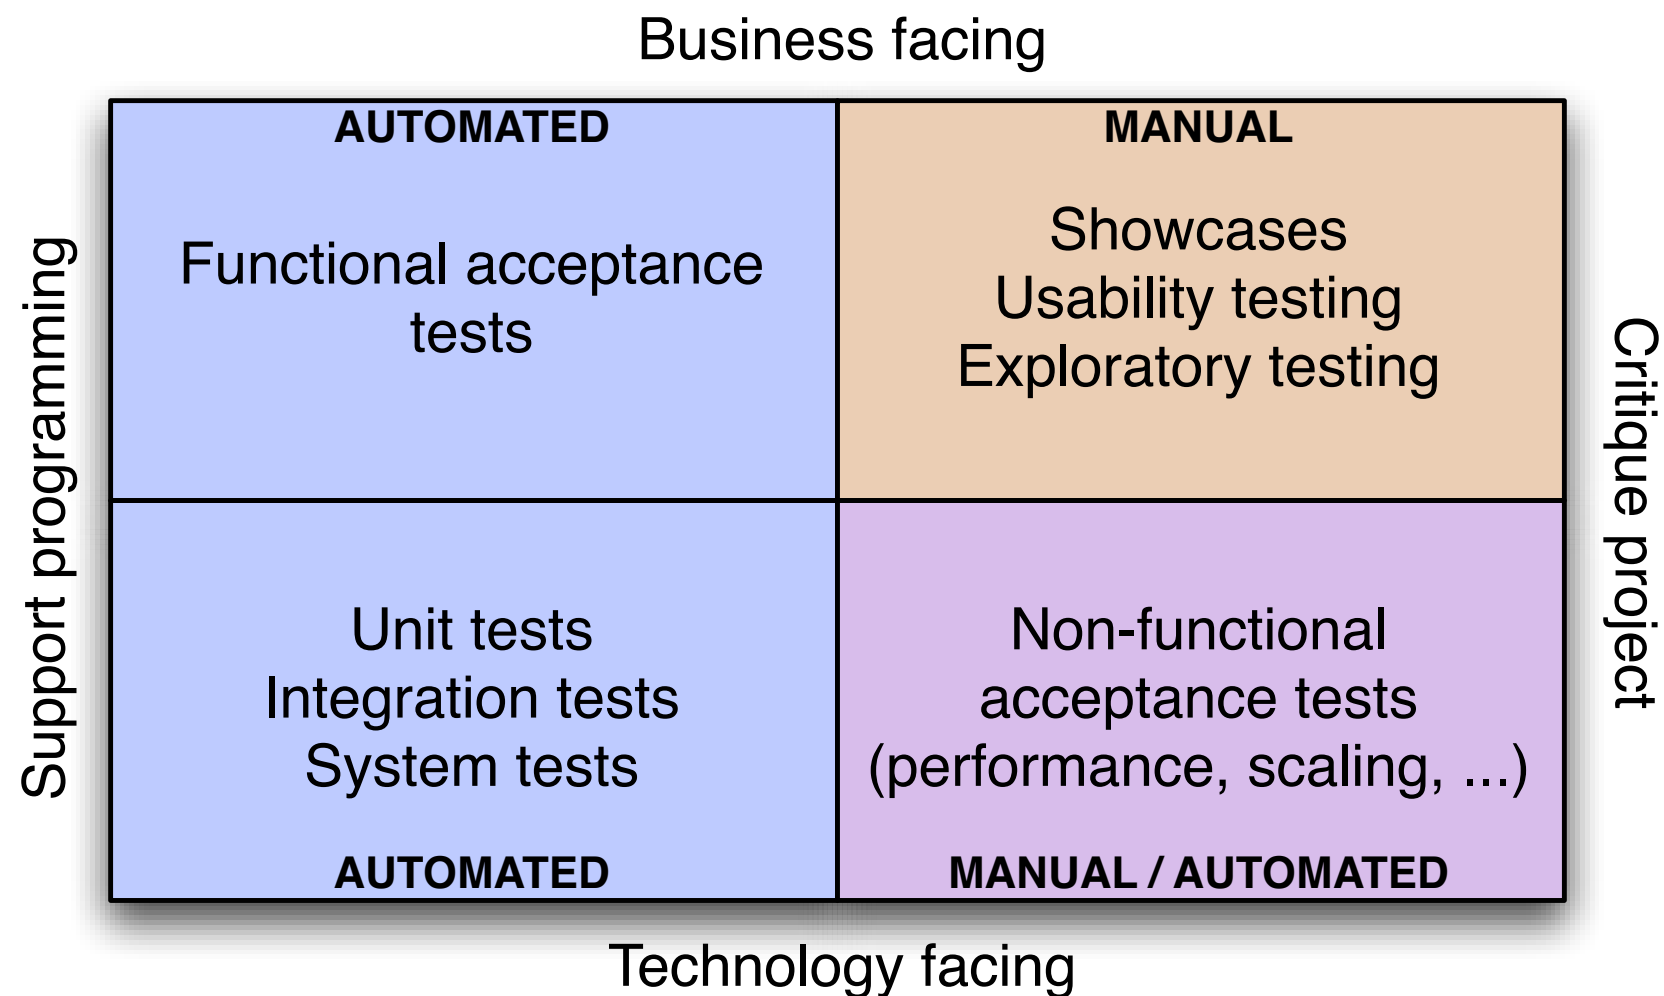 Business facing
AUTOMATED
Functional acceptance
tests
MANUAL
Showcases
Usability testing
Exploratory testing
Support programming
Critique project
Unit tests
Integration tests
System tests
AUTOMATED
Non-functional
acceptance tests
(performance, scaling, ...)
MANUAL / AUTOMATED
Technology facing